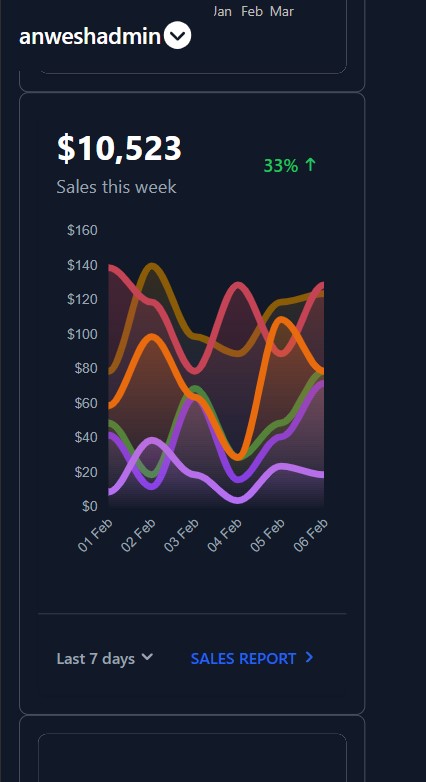 Jan Feb Mar
anweshadmin
$10,523
33%
Sales this week
$160
$140
$120
$100
$80
$60
$40
$20
$0
01 Feb 02 Feb 03 Feb 04 Feb 05 Feb 06 Feb
Last 7 days SALES REPORT